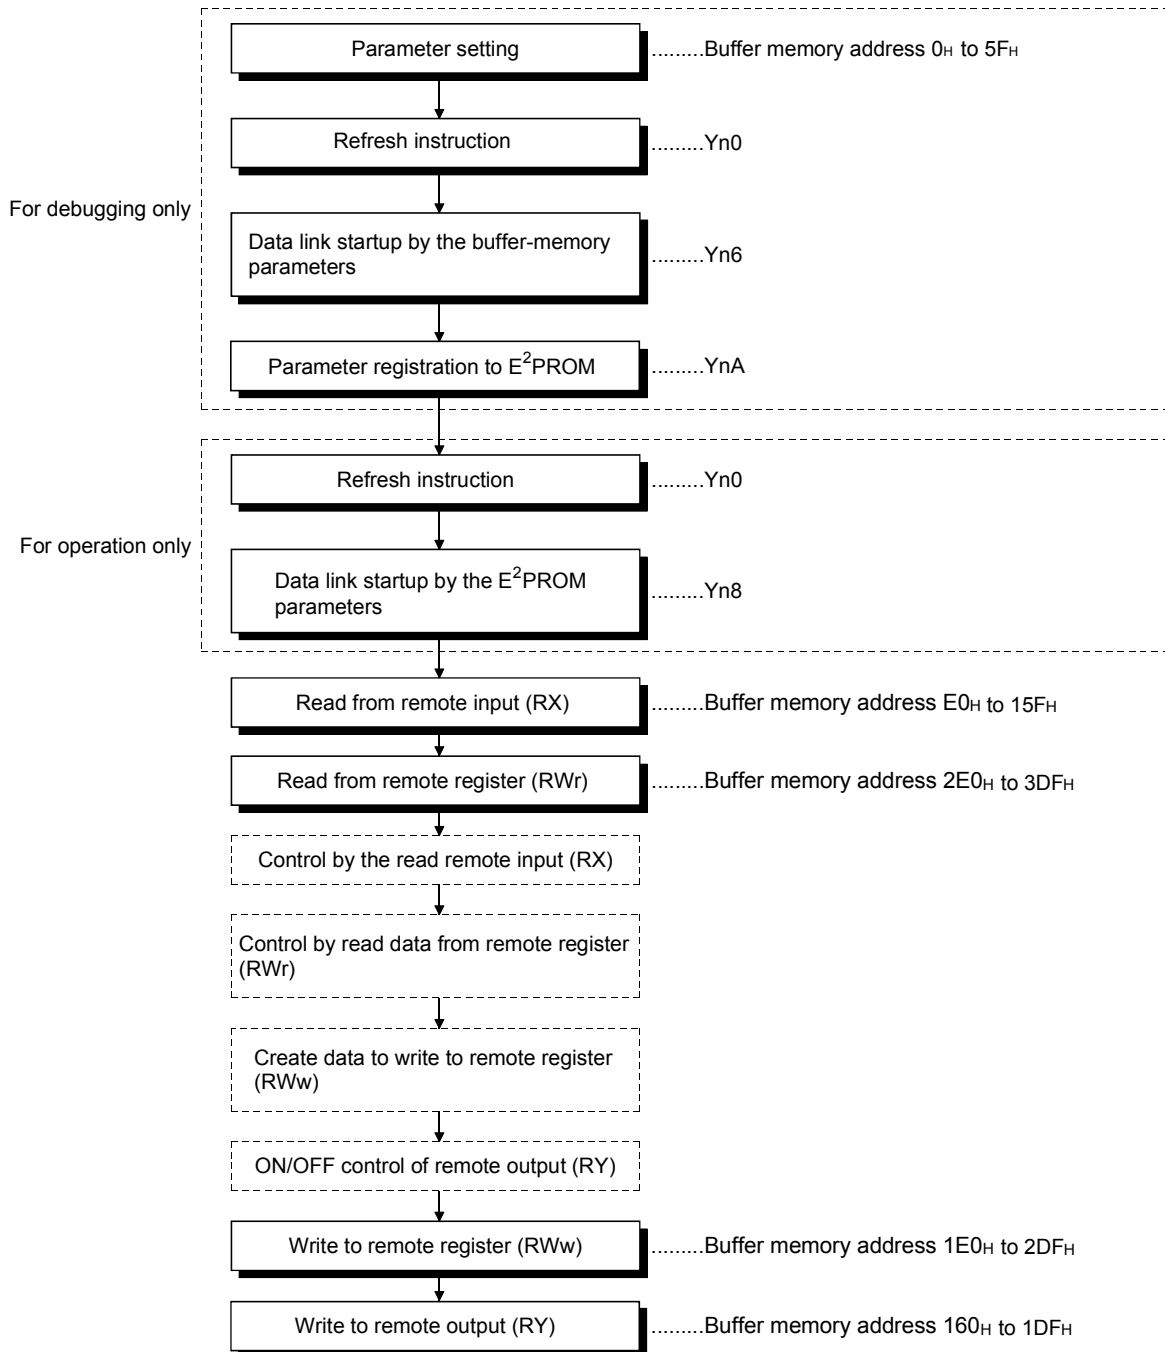 Parameter setting .........Buffer memory address 0H to 5FH
Refresh instruction .........Yn0
For debugging only
Data link startup by the buffer-memory
parameters
.........Yn6
Parameter registration to E²PROM .........YnA
Refresh instruction .........Yn0
For operation only
Data link startup by the E²PROM
parameters
.........Yn8
Read from remote input (RX) .........Buffer memory address E0H to 15FH
Read from remote register (RWr) .........Buffer memory address 2E0H to 3DFH
Control by the read remote input (RX)
Control by read data from remote register
(RWr)
Create data to write to remote register
(RWw)
ON/OFF control of remote output (RY)
Write to remote register (RWw) .........Buffer memory address 1E0H to 2DFH
Write to remote output (RY) .........Buffer memory address 160H to 1DFH